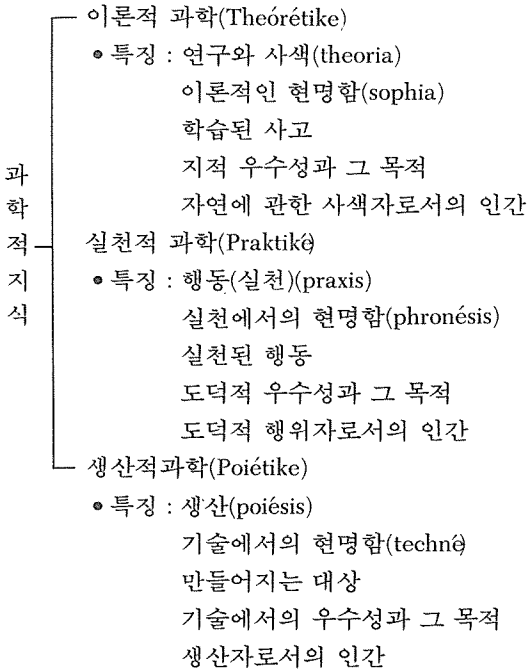 과학적지식
이론적 과학(Theórétike)
• 특징 : 연구와 사색(theoria)
이론적인 현명함(sophia)
학습된 사고
지적 우수성과 그 목적
자연에 관한 사색자로서의 인간
실천적 과학(Praktiké)
• 특징 : 행동(실천)(praxis)
실천에서의 현명함(phronésis)
실천된 행동
도덕적 우수성과 그 목적
도덕적 행위자로서의 인간
생산적과학(Poiétike)
• 특징 : 생산(poiésis)
기술에서의 현명함(techné)
만들어지는 대상
기술에서의 우수성과 그 목적
생산자로서의 인간